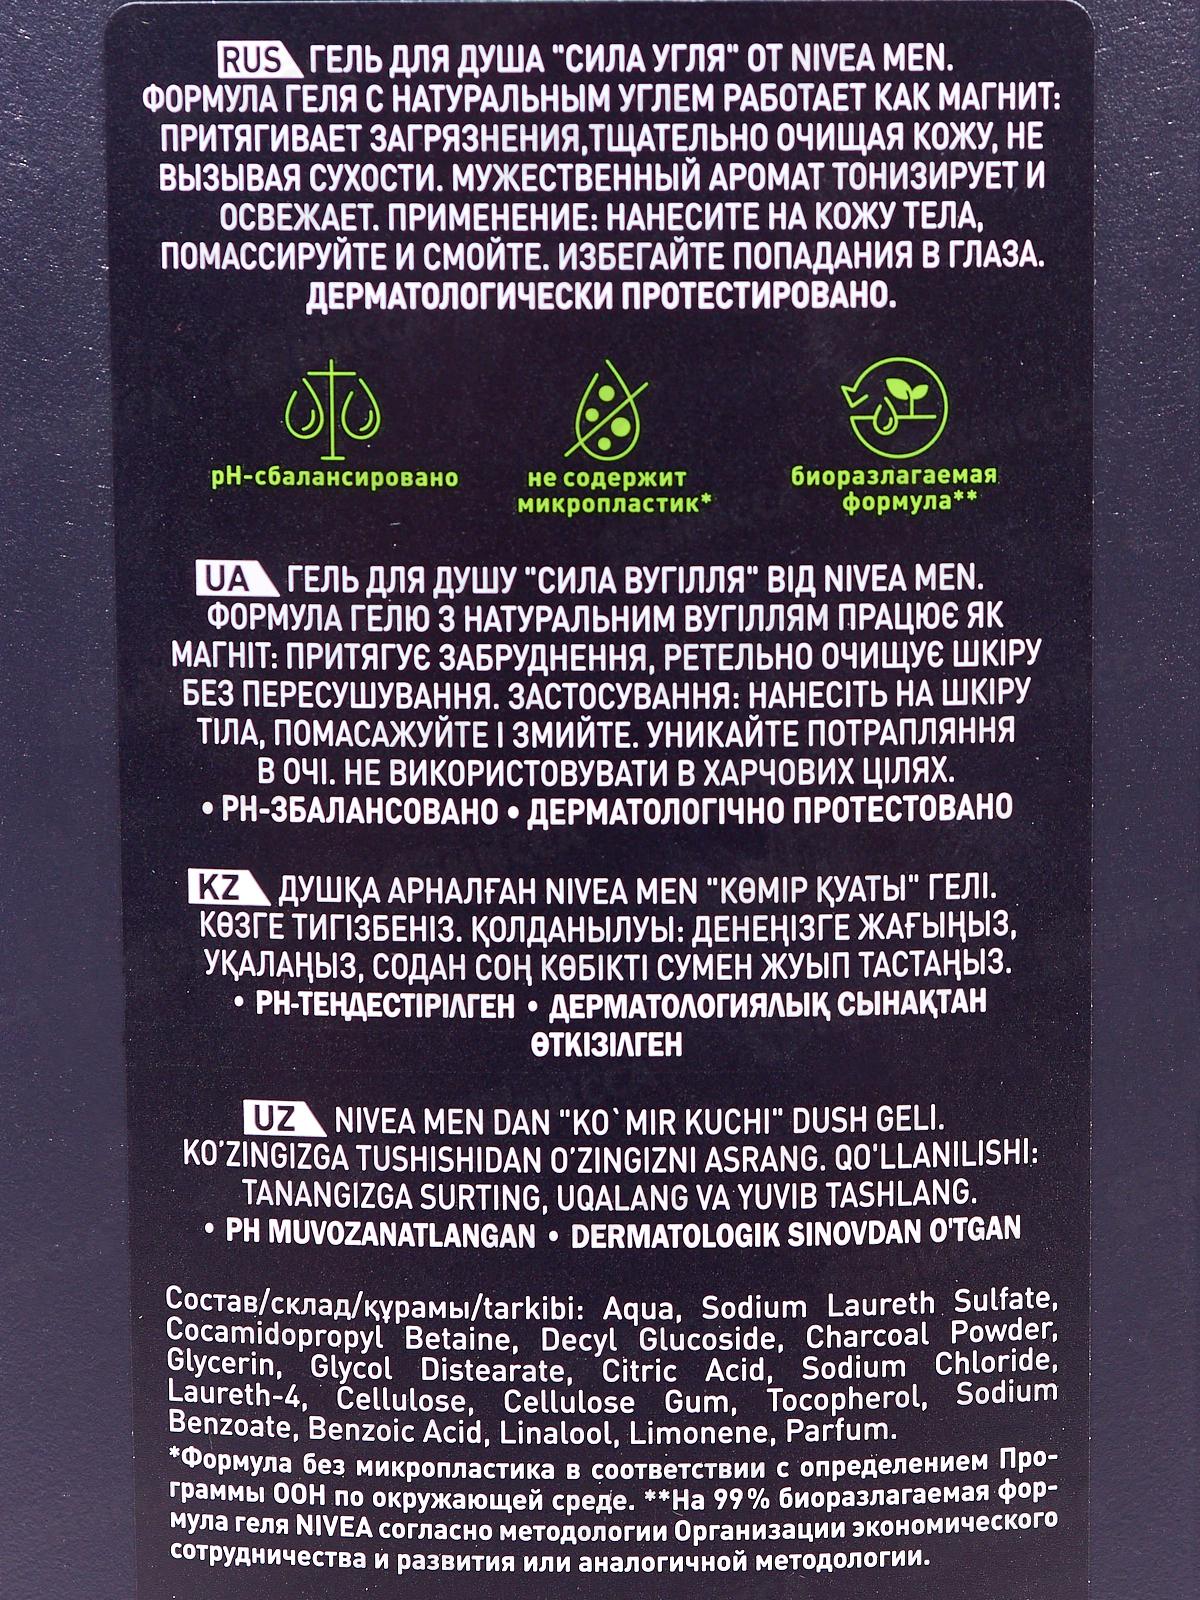 RUS ГЕЛЬ ДЛЯ ДУША "СИЛА УГЛЯ" ОТ NIVEA MEN.
ФОРМУЛА ГЕЛЯ С НАТУРАЛЬНЫМ УГЛЕМ РАБОТАЕТ КАК МАГНИТ:
ПРИТЯГИВАЕТ ЗАГРЯЗНЕНИЯ,ТЩАТЕЛЬНО ОЧИЩАЯ КОЖУ, НЕ
ВЫЗЫВАЯ СУХОСТИ. МУЖЕСТВЕННЫЙ АРОМАТ ТОНИЗИРУЕТ И
ОСВЕЖАЕТ. ПРИМЕНЕНИЕ: НАНЕСИТЕ НА КОЖУ ТЕЛА,
ПОМАССИРУЙТЕ И СМОЙТЕ. ИЗБЕГАЙТЕ ПОПАДАНИЯ В ГЛАЗА.
ДЕРМАТОЛОГИЧЕСКИ ПРОТЕСТИРОВАНО.
pH-сбалансировано
не содержит
микропластик*
биоразлагаемая
формула**
UA ГЕЛЬ ДЛЯ ДУШУ "СИЛА ВУГІЛЛЯ" ВІД NIVEA MEN.
ФОРМУЛА ГЕЛЮ З НАТУРАЛЬНИМ ВУГІЛЛЯМ ПРАЦЮЄ ЯК
МАГНІТ: ПРИТЯГУЄ ЗАБРУДНЕННЯ, РЕТЕЛЬНО ОЧИЩУЄ ШКІРУ
БЕЗ ПЕРЕСУШУВАННЯ. ЗАСТОСУВАННЯ: НАНЕСІТЬ НА ШКІРУ
ТІЛА, ПОМАСАЖУЙТЕ І ЗМИЙТЕ. УНИКАЙТЕ ПОТРАПЛЯННЯ
В ОЧІ. НЕ ВИКОРИСТОВУВАТИ В ХАРЧОВИХ ЦІЛЯХ.
• PH-ЗБАЛАНСОВАНО • ДЕРМАТОЛОГІЧНО ПРОТЕСТОВАНО
KZ ДУШҚА АРНАЛҒАН NIVEA MEN "КӨМІР ҚУАТЫ" ГЕЛІ.
КӨЗГЕ ТИГІЗБЕНІЗ. ҚОЛДАНЫЛУЫ: ДЕНЕҢІЗГЕ ЖАҒЫҢЫЗ,
УҚАЛАҢЫЗ, СОДАН СОҢ КӨБІКТІ СУМЕН ЖУЫП ТАСТАҢЫЗ.
• PH-ТЕҢДЕСТІРІЛГЕН • ДЕРМАТОЛОГИЯЛЫҚ СЫНАҚТАН
ӨТКІЗІЛГЕН
UZ NIVEA MEN DAN "KO`MIR KUCHI" DUSH GELI.
KO’ZINGIZGA TUSHISHIDAN O’ZINGIZNI ASRANG. QO'LLANILISHI:
TANANGIZGA SURTING, UQALANG VA YUVIB TASHLANG.
• PH MUVOZANATLANGAN • DERMATOLOGIK SINOVDAN O'TGAN
Состав/склад/құрамы/tarkibi: Aqua, Sodium Laureth Sulfate,
Cocamidopropyl Betaine, Decyl Glucoside, Charcoal Powder,
Glycerin, Glycol Distearate, Citric Acid, Sodium Chloride,
Laureth-4, Cellulose, Cellulose Gum, Tocopherol, Sodium
Benzoate, Benzoic Acid, Linalool, Limonene, Parfum.
*Формула без микропластика в соответствии с определением Про-
граммы ООН по окружающей среде. **На 99% биоразлагаемая фор-
мула геля NIVEA согласно методологии Организации экономического
сотрудничества и развития или аналогичной методологии.